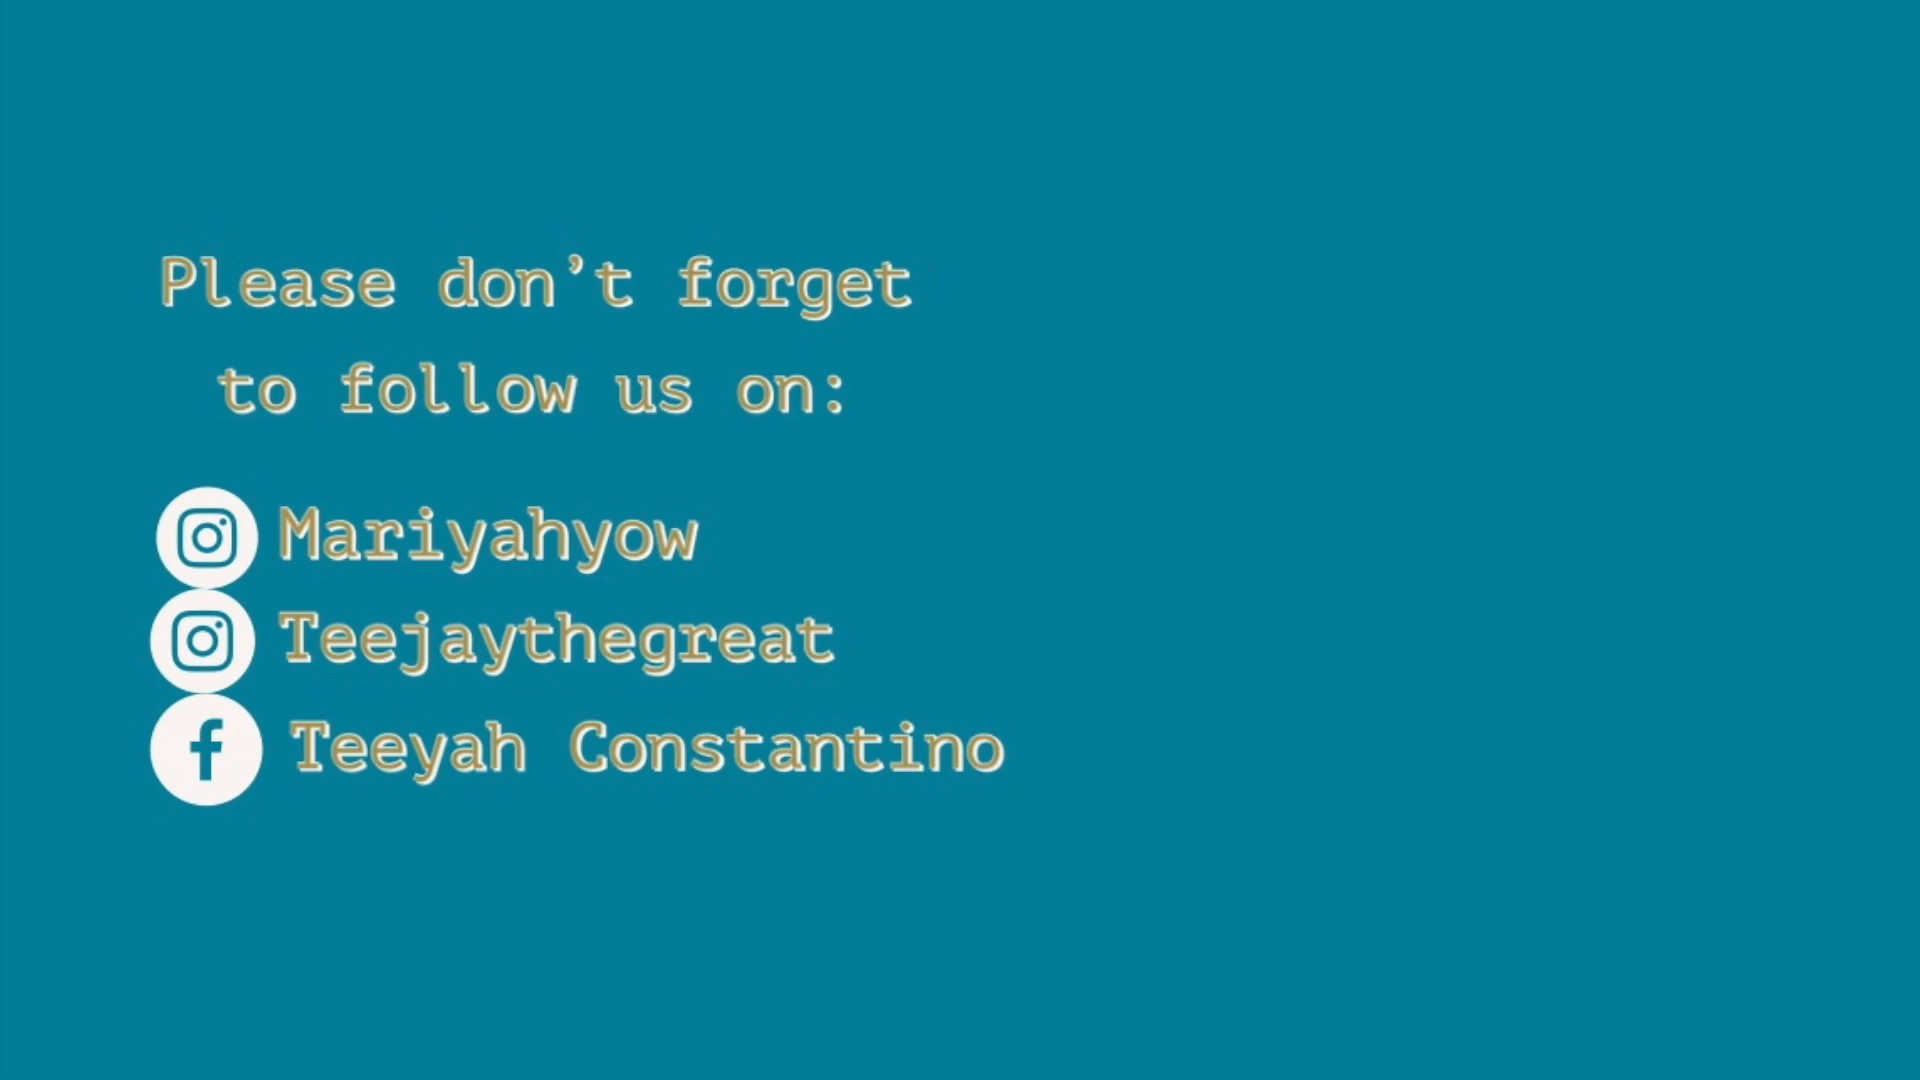 Please don’t forget
to follow us on:
Mariyahyow
Teejaythegreat
Teeyah Constantino